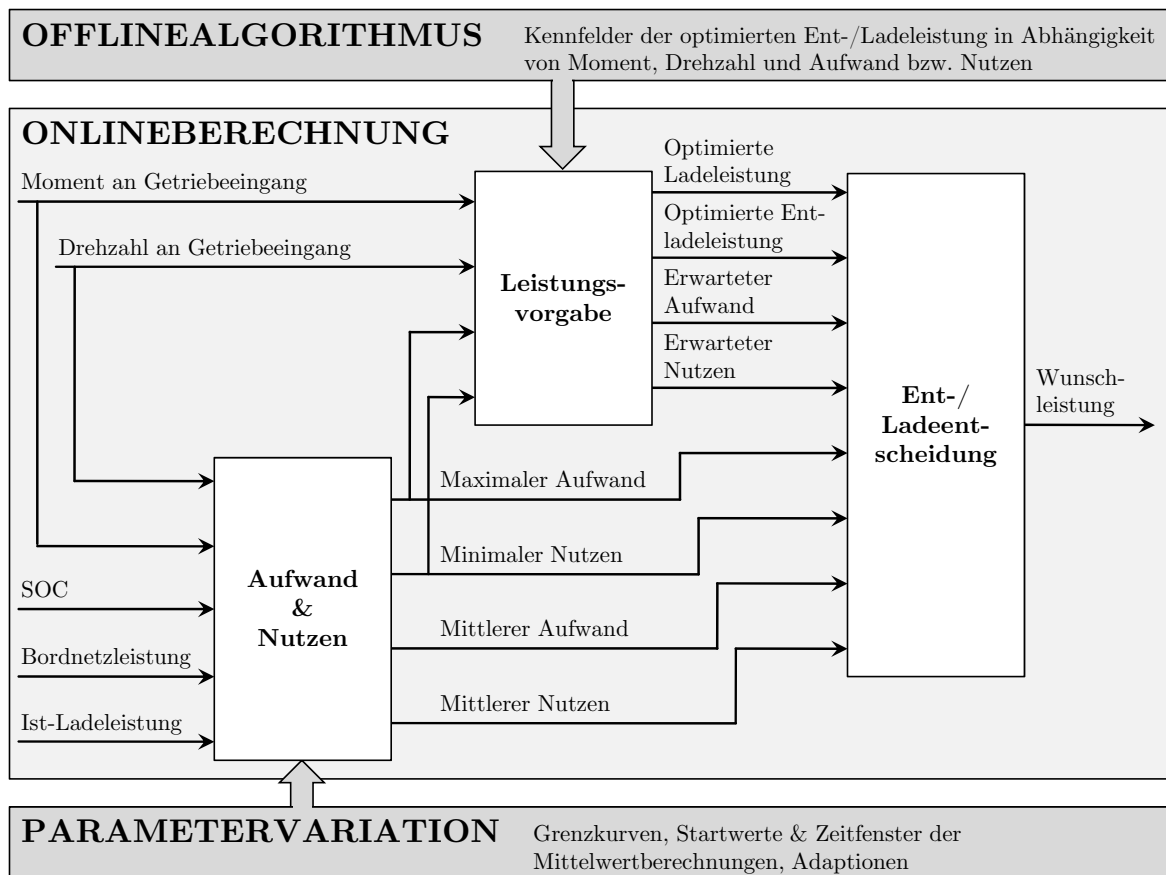 OFFLINEALGORITHMUS
Kennfelder der optimierten Ent-/Ladeleistung in Abhängigkeit
von Moment, Drehzahl und Aufwand bzw. Nutzen
ONLINEBERECHNUNG
Moment an Getriebeeingang
Drehzahl an Getriebeeingang
Leistungs-
vorgabe
Optimierte
Ladeleistung
Optimierte Ent-
ladeleistung
Erwarteter
Aufwand
Erwarteter
Nutzen
Ent-/
Ladeent-
scheidung
Wunsch-
leistung
SOC
Bordnetzleistung
Ist-Ladeleistung
Aufwand
&
Nutzen
Maximaler Aufwand
Minimaler Nutzen
Mittlerer Aufwand
Mittlerer Nutzen
PARAMETERVARIATION
Grenzkurven, Startwerte & Zeitfenster der
Mittelwertberechnungen, Adaptionen